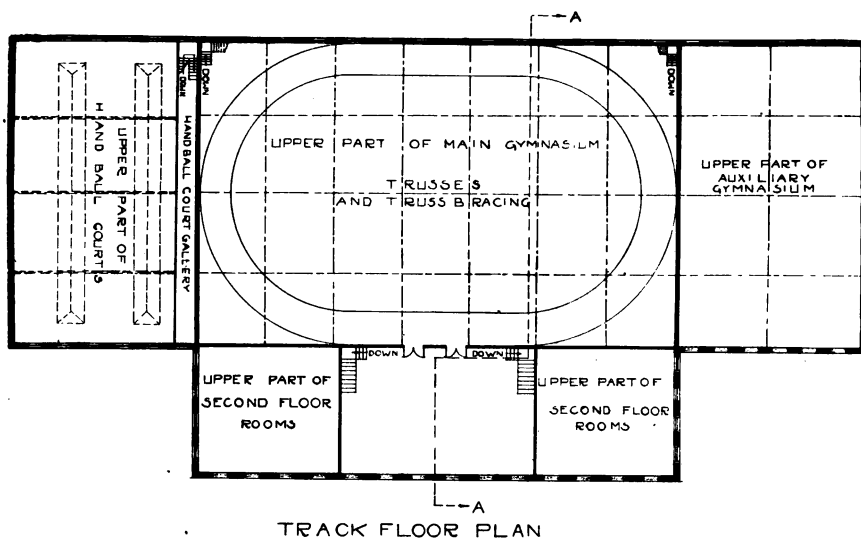 A
DOWN
DOWN
DOWN
UPPER PART OF
HAND BALL COURTS
HANDBALL COURT GALLERY
UPPER PART OF MAIN GYMNASIUM
TRUSSES
AND TRUSS BRACING
UPPER PART OF
AUXILIARY
GYMNASIUM
DOWN
DOWN
UPPER PART OF
SECOND FLOOR
ROOMS
UPPER PART OF
SECOND FLOOR
ROOMS
A
TRACK FLOOR PLAN